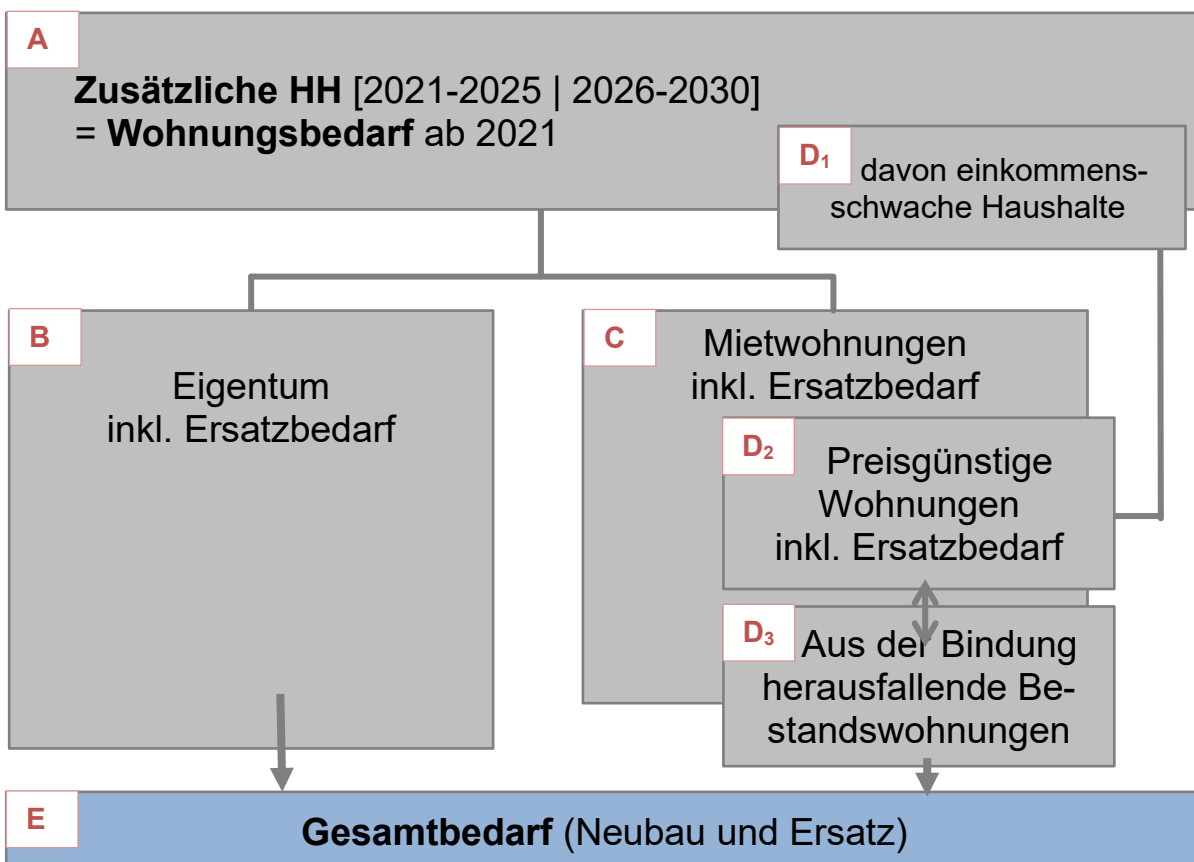 A
Zusätzliche HH [2021-2025 | 2026-2030]
= Wohnungsbedarf ab 2021
D₁
davon einkommens-
schwache Haushalte
B
Eigentum
inkl. Ersatzbedarf
C
Mietwohnungen
inkl. Ersatzbedarf
D₂
Preisgünstige
Wohnungen
inkl. Ersatzbedarf
D₃
Aus der Bindung
herausfallende Be-
standswohnungen
E
Gesamtbedarf (Neubau und Ersatz)